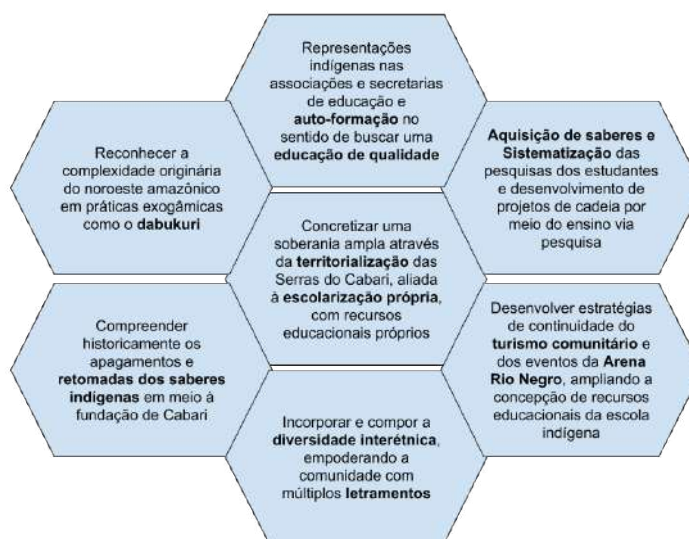 Representações
indígenas nas
associações e secretarias
de educação e
auto-formação no
sentido de buscar uma
educação de qualidade
Reconhecer a
complexidade originária
do noroeste amazônico
em práticas exogâmicas
como o dabukuri
Aquisição de saberes e
Sistematização das
pesquisas dos estudantes
e desenvolvimento de
projetos de cadeia por
meio do ensino via
pesquisa
Concretizar uma
soberania ampla através
da territorialização das
Serras do Cabari, aliada
à escolarização própria,
com recursos
educacionais próprios
Compreender
historicamente os
apagamentos e
retomadas dos saberes
indígenas em meio à
fundação de Cabari
Desenvolver estratégias
de continuidade do
turismo comunitário e
dos eventos da Arena
Rio Negro, ampliando a
concepção de recursos
educacionais da escola
indígena
Incorporar e compor a
diversidade interétnica,
empoderando a
comunidade com
múltiplos letramentos